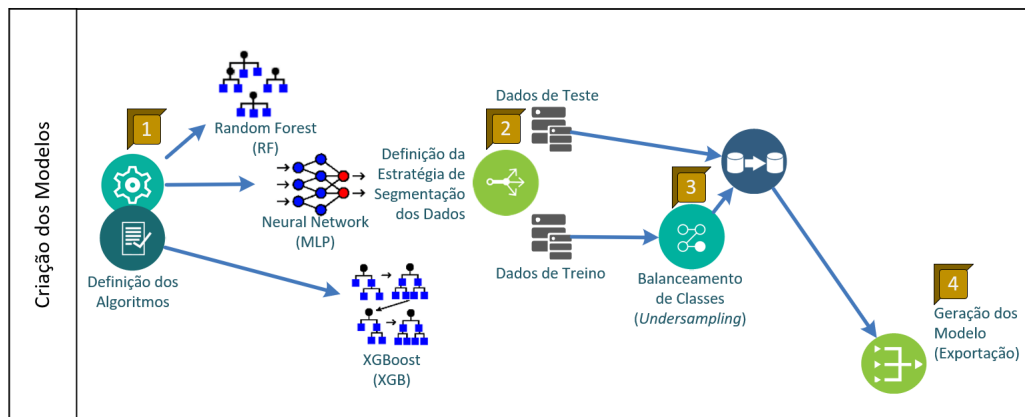 Criação dos Modelos
1
Definição dos
Algoritmos
Random Forest
(RF)
Neural Network
(MLP)
XGBoost
(XGB)
2
Definição da
Estratégia de
Segmentação
dos Dados
Dados de Teste
Dados de Treino
3
Balanceamento
de Classes
(Undersampling)
4
Geração dos
Modelo
(Exportação)